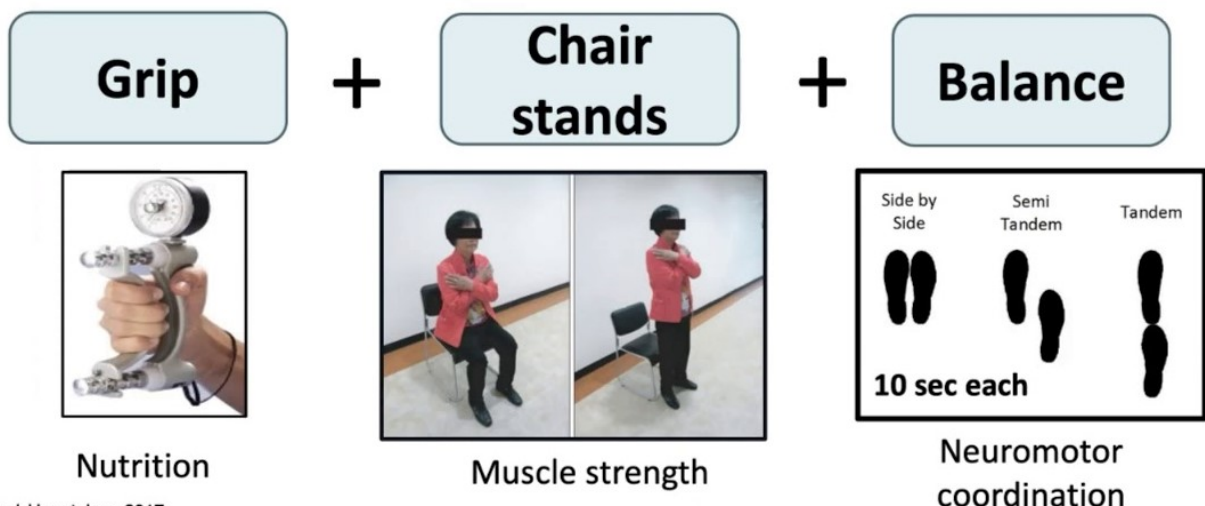 Grip
+
Chair
stands
+
Balance
Side by
Side
Semi
Tandem
Tandem
10 sec each
Nutrition
Muscle strength
Neuromotor
coordination